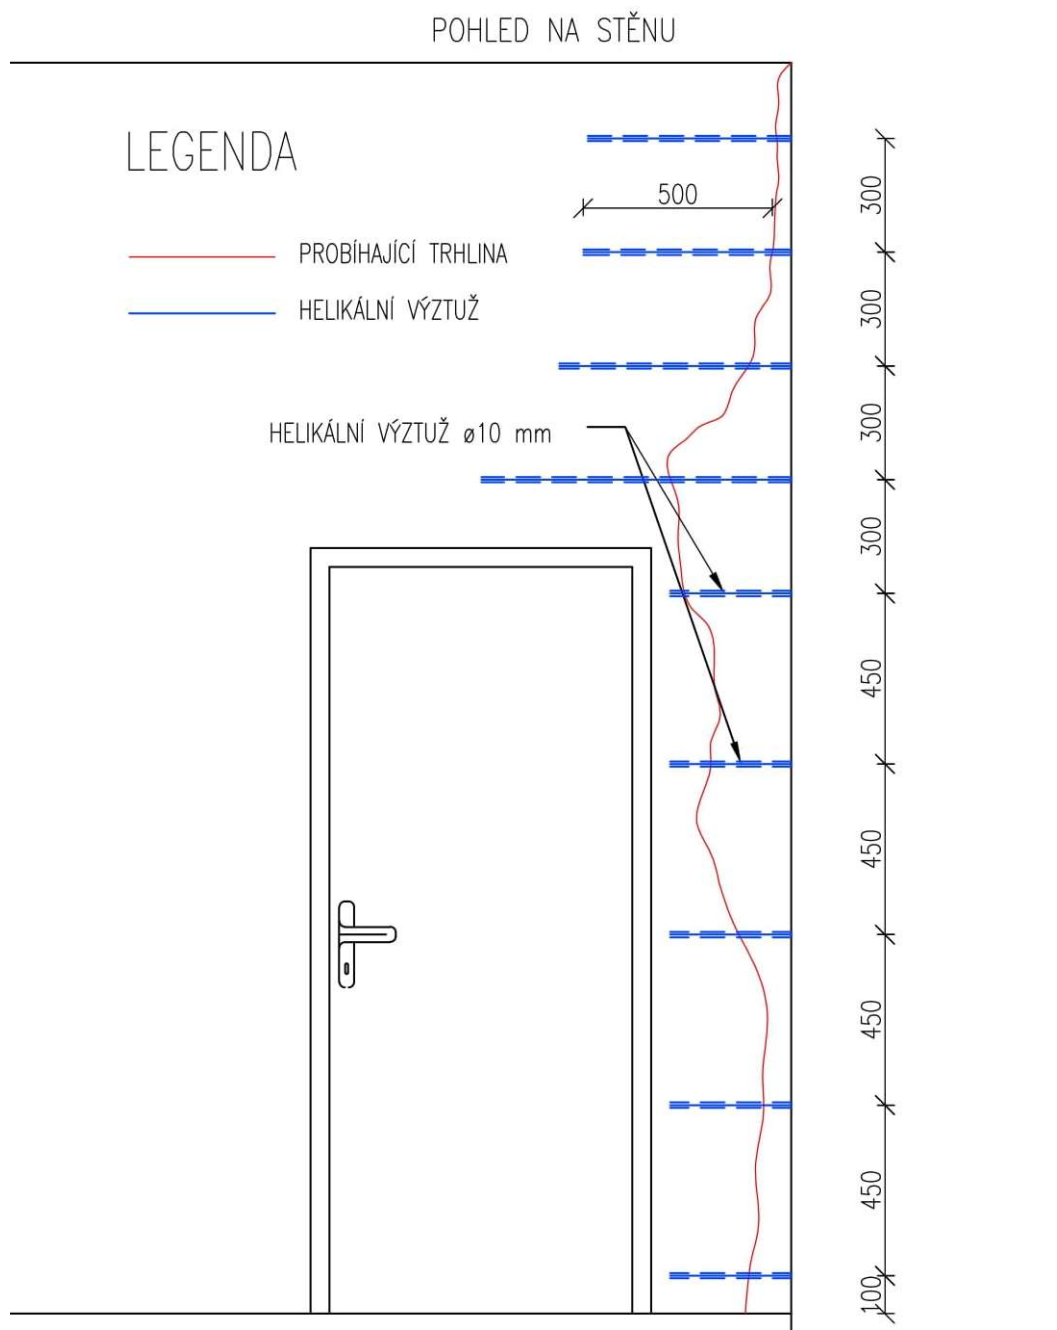 POHLED NA STĚNU
LEGENDA
500
PROBÍHAJÍCÍ TRHLINA
HELIKÁLNÍ VÝZTUŽ
HELIKÁLNÍ VÝZTUŽ ø10 mm
300
300
300
300
450
450
450
450
100